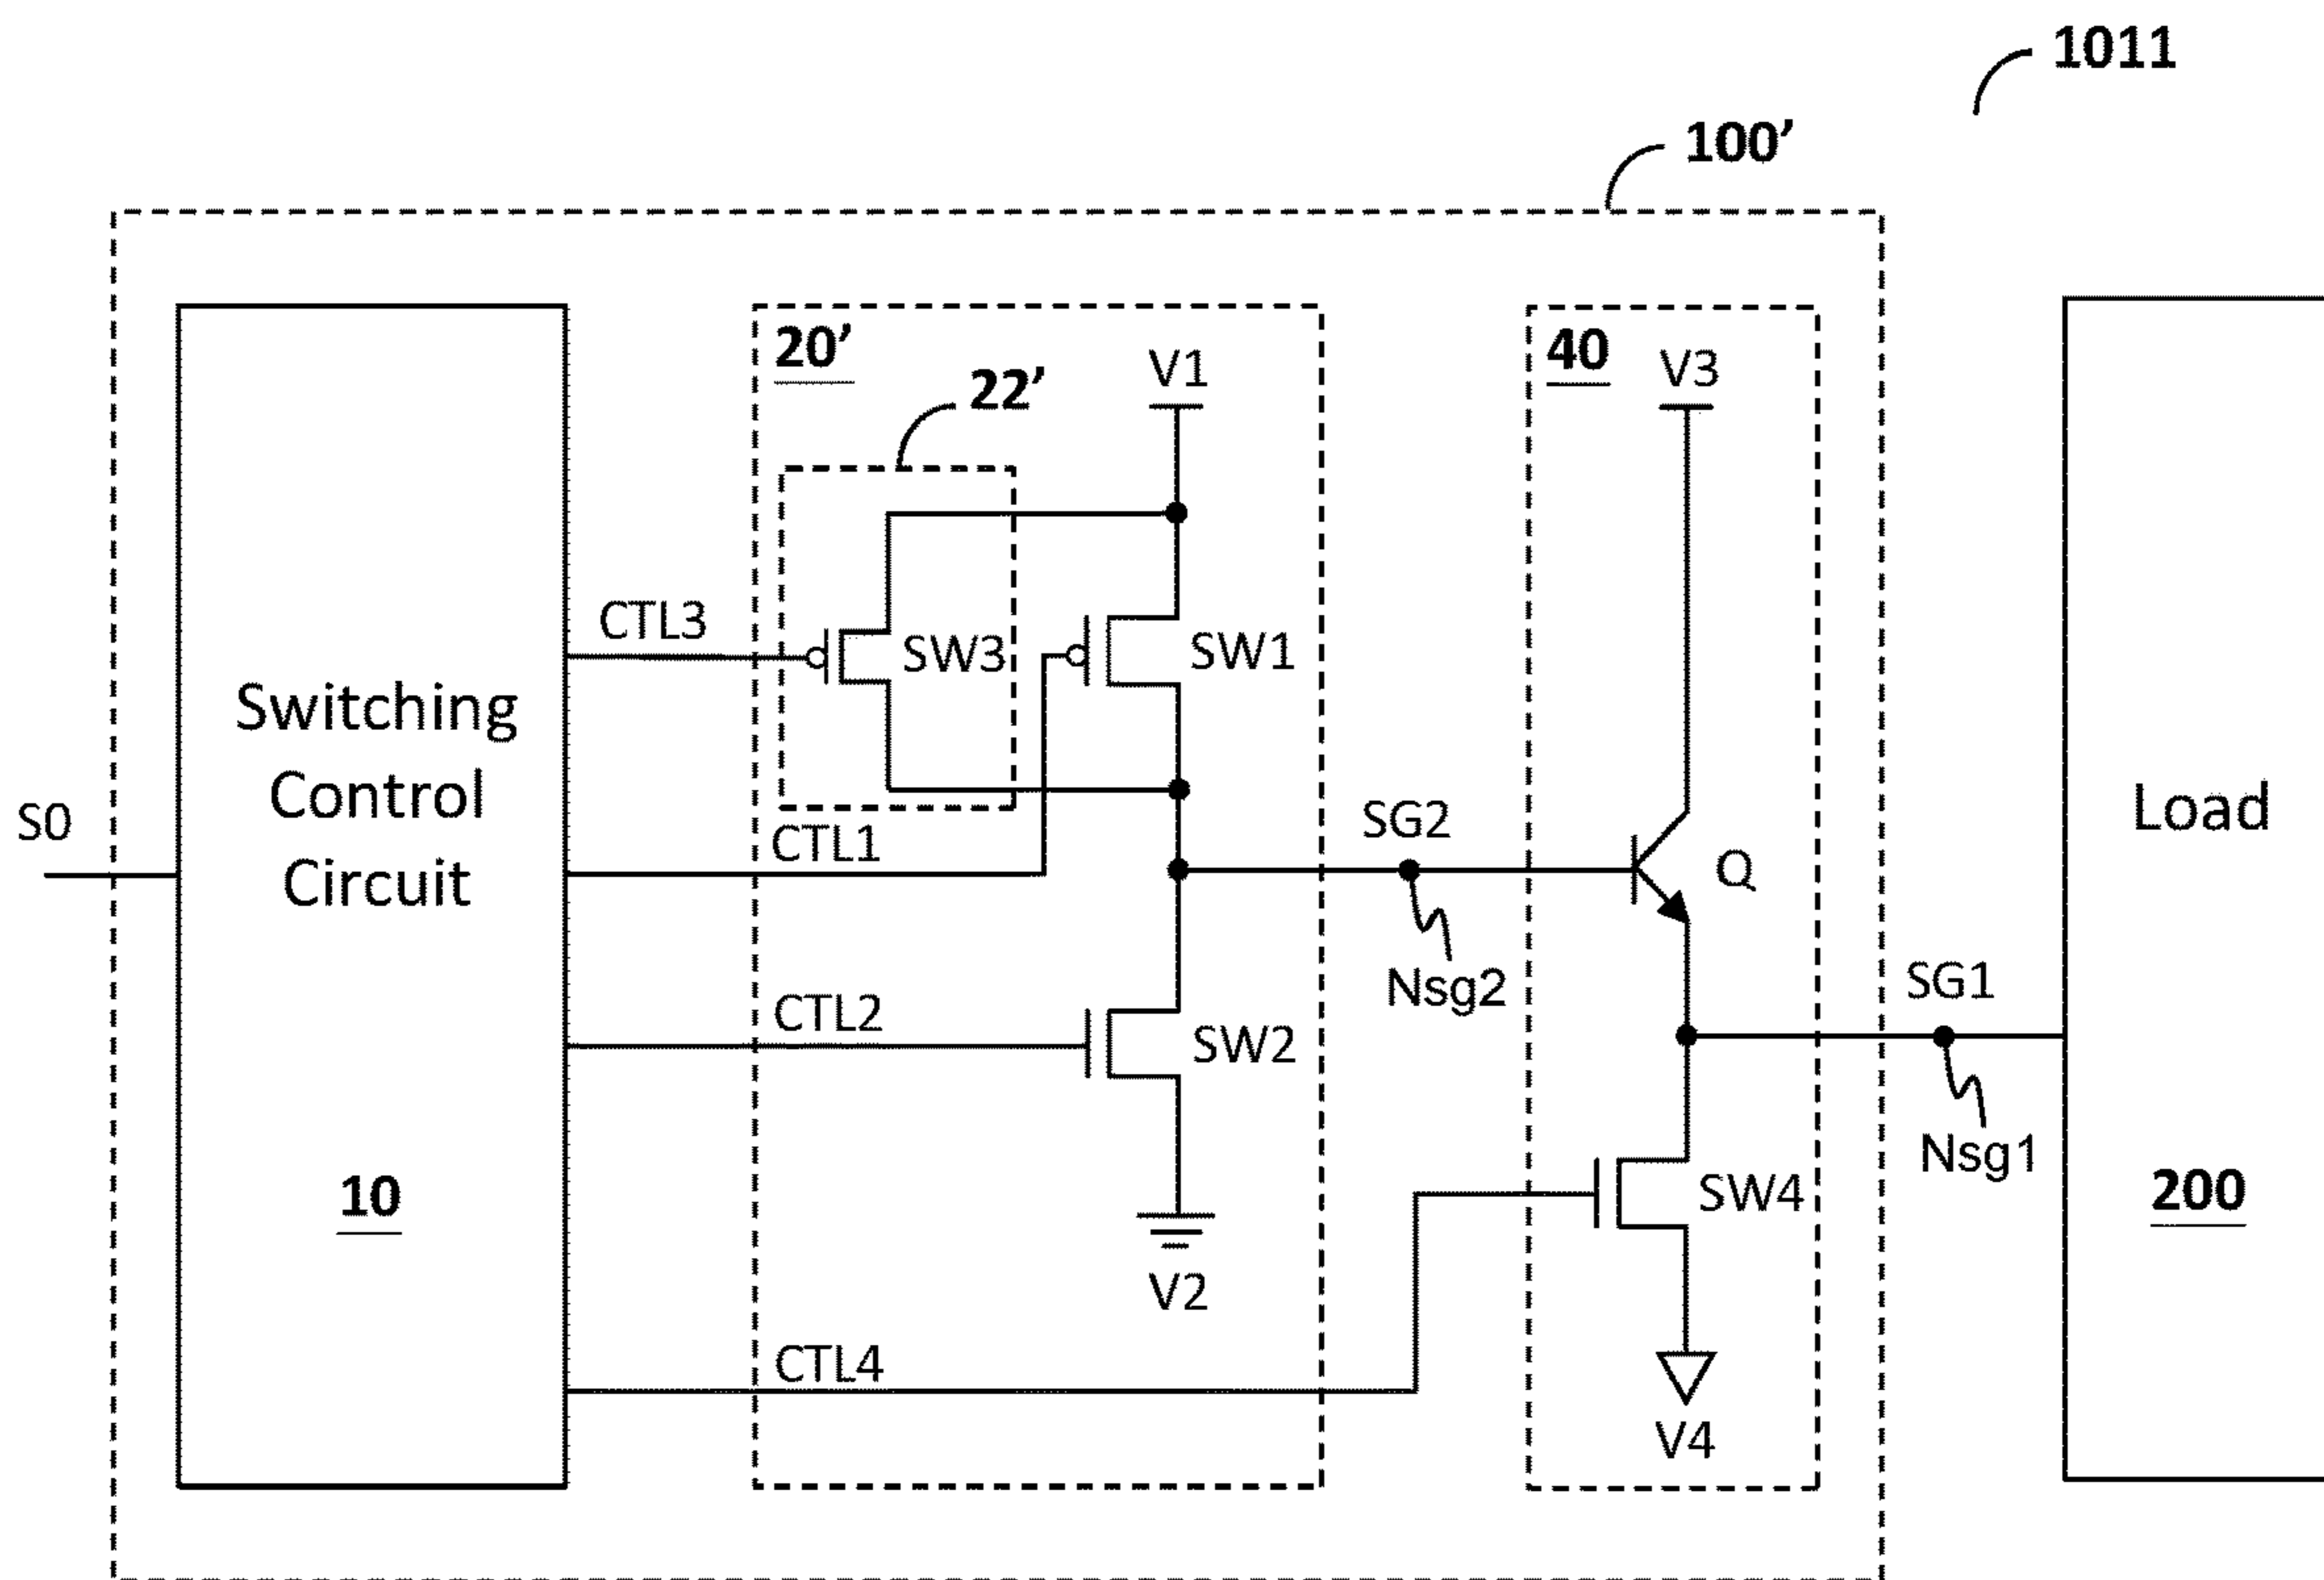 1011
100’
20’
22’
V1
40
V3
CTL3
SW3
SW1
Switching
Control
Circuit
S0
CTL1
SG2
Q
Load
Nsg2
SG1
CTL2
SW2
Nsg1
10
SW4
200
V2
CTL4
V4